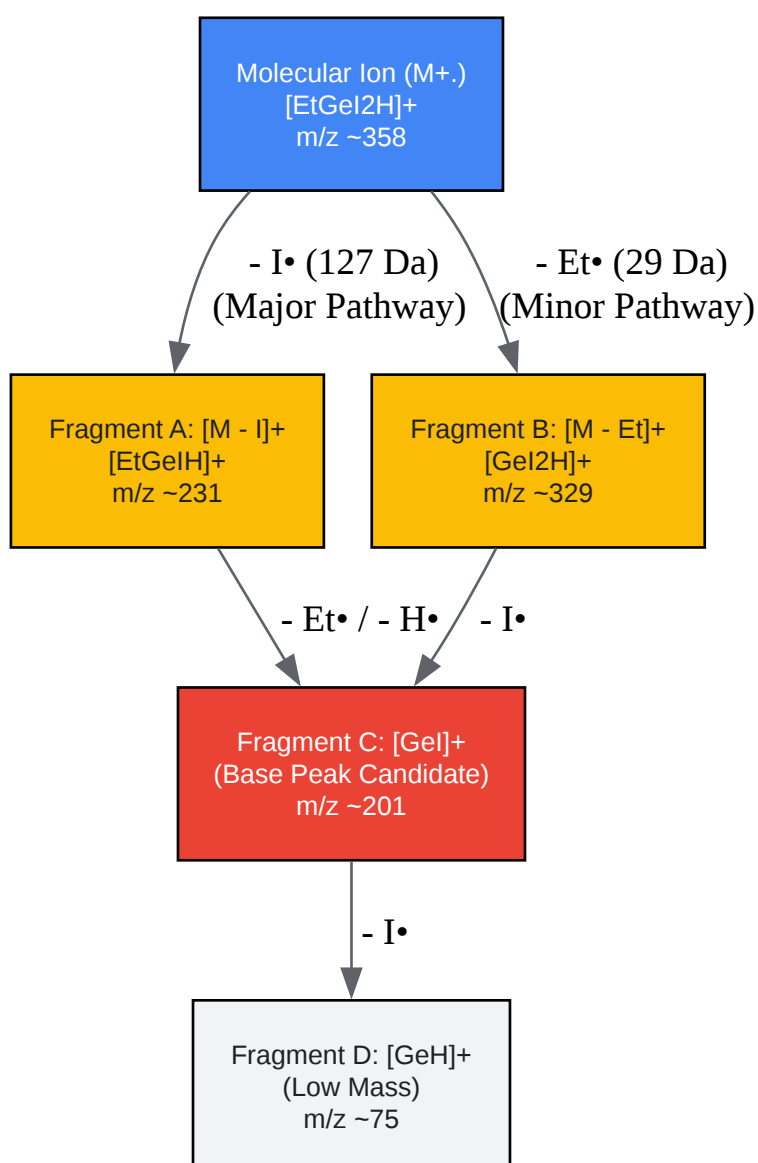 Molecular Ion (M+.)
[EtGeI2H]+
m/z ~358
- I• (127 Da)
(Major Pathway)
- Et• (29 Da)
(Minor Pathway)
Fragment A: [M - I]+
[EtGeIH]+
m/z ~231
Fragment B: [M - Et]+
[GeI2H]+
m/z ~329
- Et• / - H•
- I•
Fragment C: [GeI]+
(Base Peak Candidate)
m/z ~201
- I•
Fragment D: [GeH]+
(Low Mass)
m/z ~75